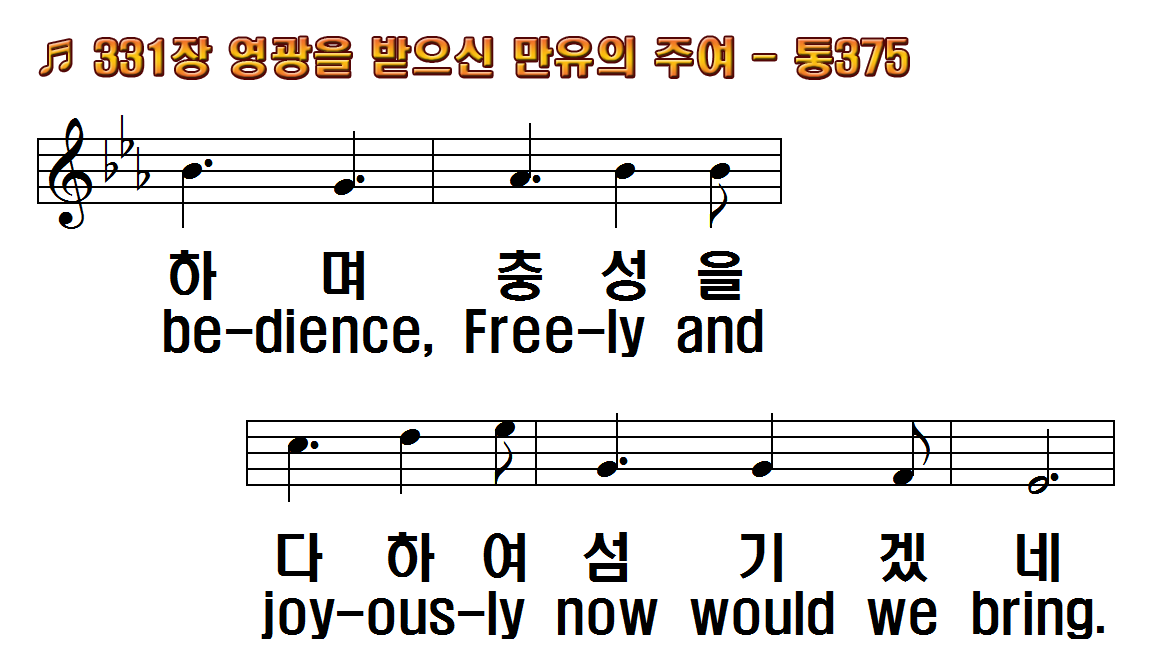 ♬ 331장 영광을 받으신 만유의 주여 - 통375
하 며 충 성 을
be-dience, Free-ly and
다 하 여 섬 기 겠 네
joy-ous-ly now would we bring.